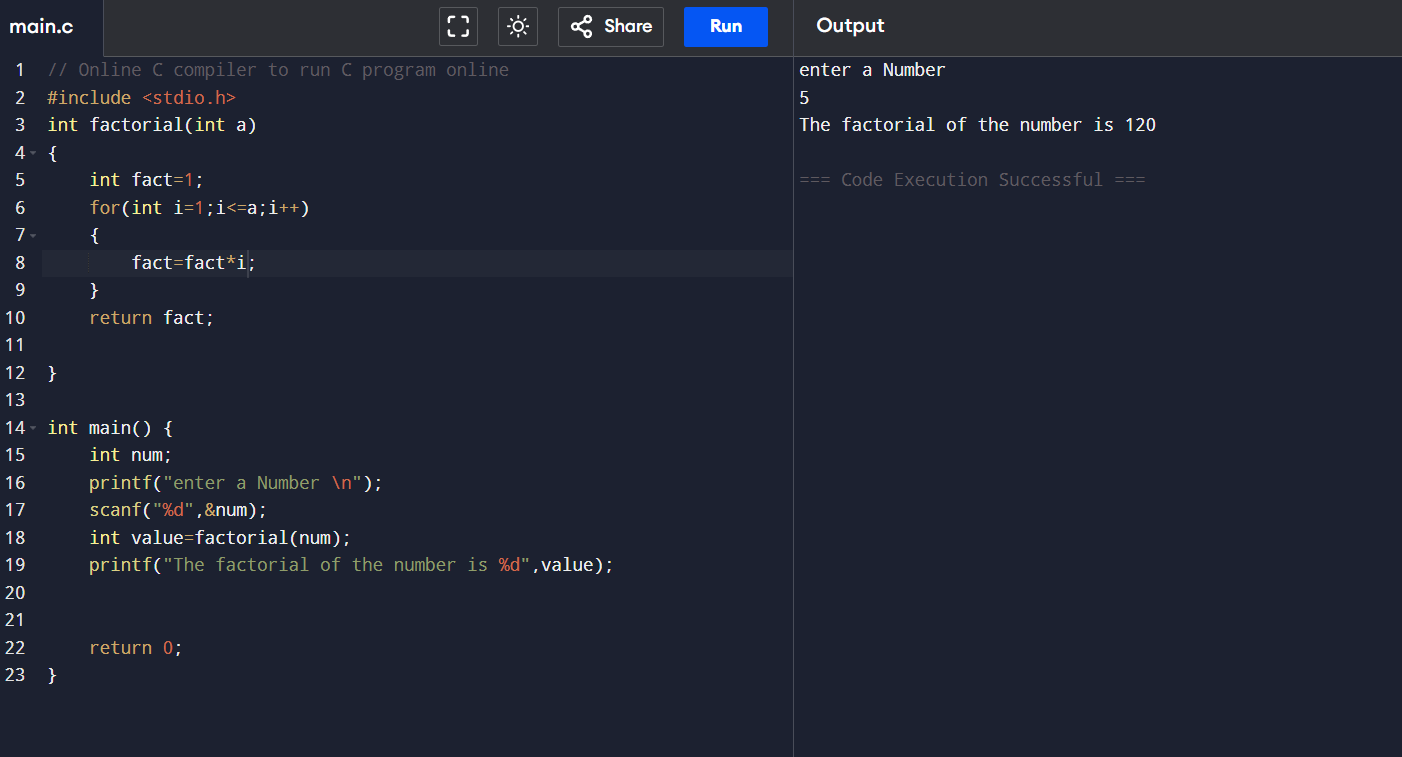 main.c
Share
Run
Output
1 // Online C compiler to run C program online
2 #include <stdio.h>
3 int factorial(int a)
4 {
5     int fact=1;
6     for(int i=1;i<=a;i++)
7     {
8         fact=fact*i;
9     }
10     return fact;
11
12 }
13
14 int main() {
15     int num;
16     printf("enter a Number \n");
17     scanf("%d",&num);
18     int value=factorial(num);
19     printf("The factorial of the number is %d",value);
20
21
22     return 0;
23 }
enter a Number
5
The factorial of the number is 120
=== Code Execution Successful ===